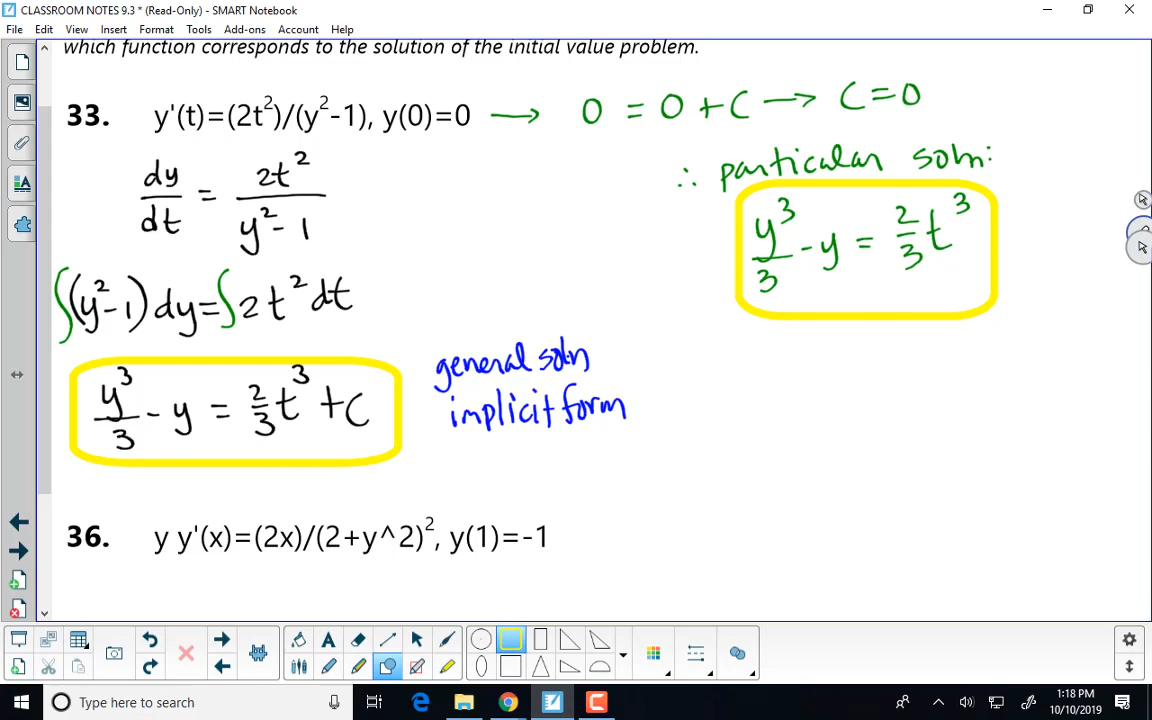 CLASSROOM NOTES 9.3 * (Read-Only) - SMART Notebook
File Edit View Insert Format Tools Add-ons Account Help
which function corresponds to the solution of the initial value problem.
33. y'(t)=(2t²)/(y²-1), y(0)=0 → 0 = 0 + C → C = 0
∴ particular soln:
dy/dt = 2t²/(y²-1)
y³/3 - y = 2/3 t³
∫(y²-1) dy = ∫2t² dt
general soln
y³/3 - y = 2/3 t³ + C
implicit form
36. y y'(x)=(2x)/(2+y^2)², y(1)=-1
A
Type here to search
1:18 PM
10/10/2019